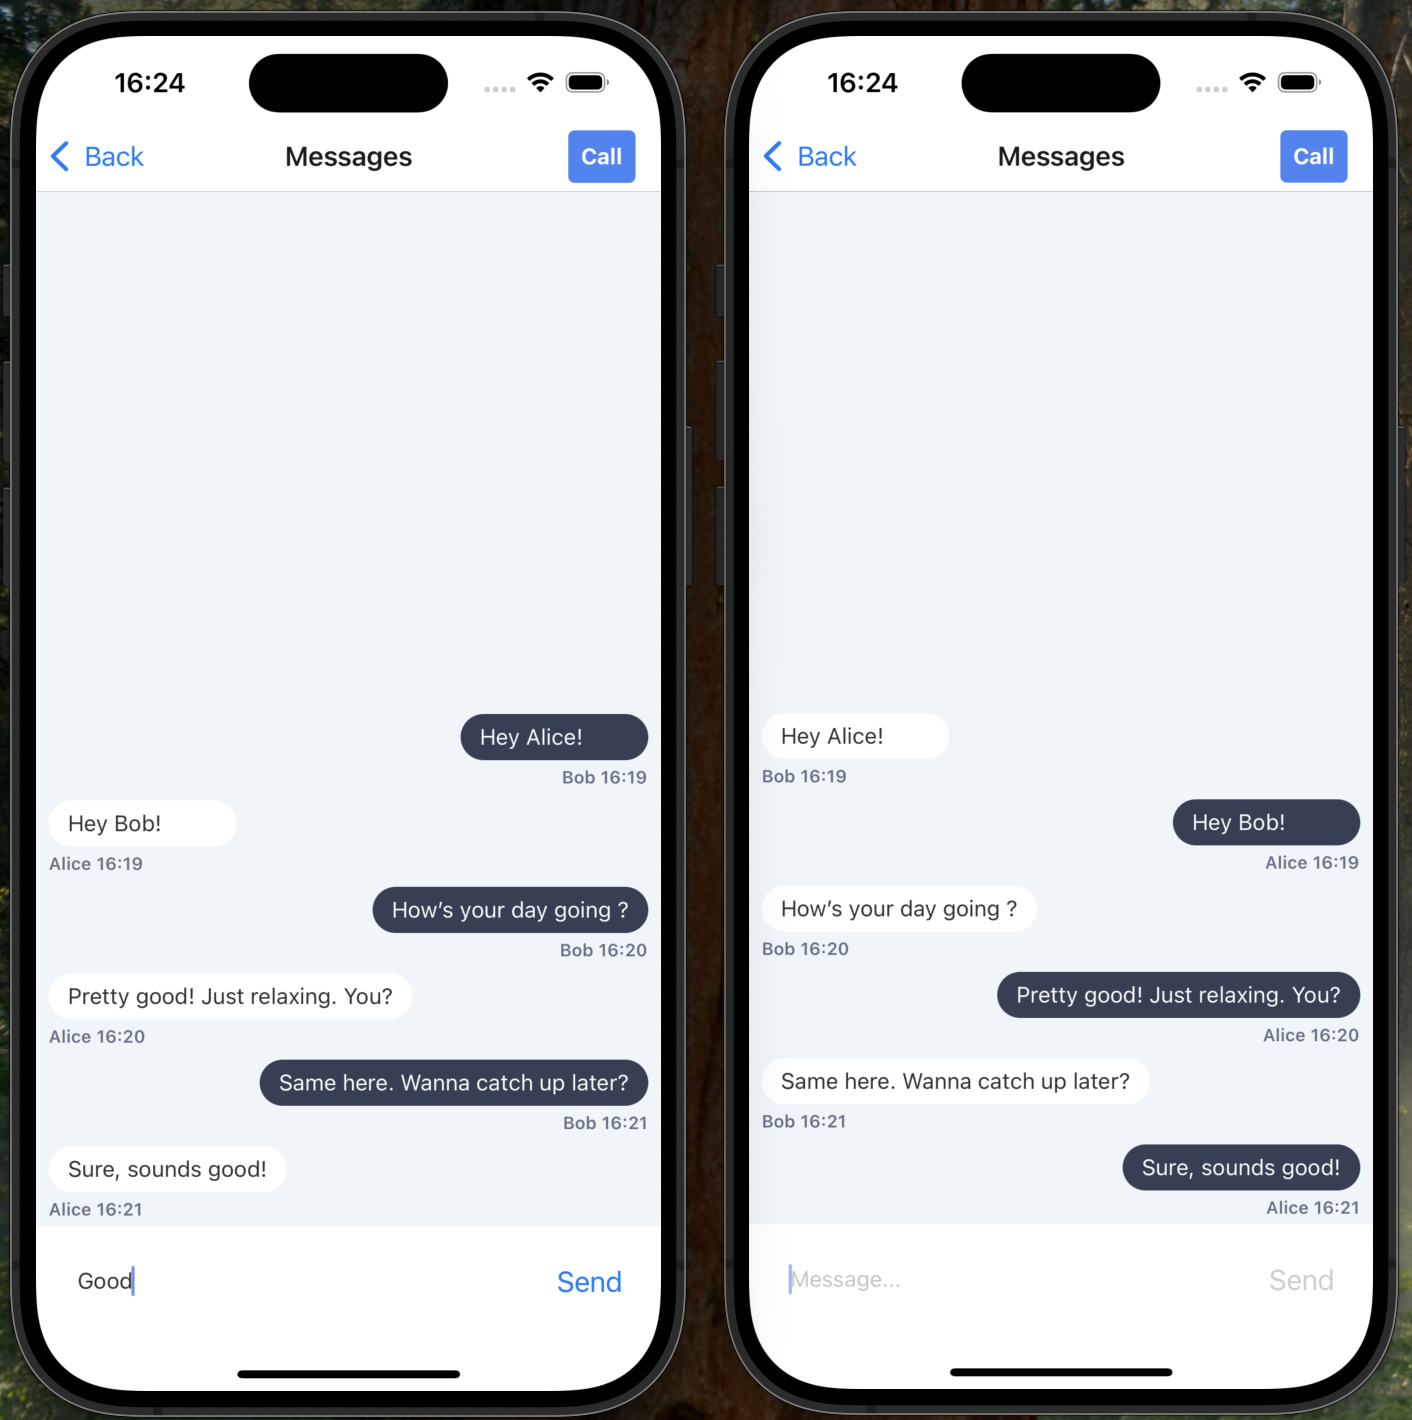 16:24
Back
Messages
Call
Hey Alice!
Bob 16:19
Hey Bob!
Alice 16:19
How's your day going ?
Bob 16:20
Pretty good! Just relaxing. You?
Alice 16:20
Same here. Wanna catch up later?
Bob 16:21
Sure, sounds good!
Alice 16:21
Good
Send
16:24
Back
Messages
Call
Hey Alice!
Bob 16:19
Hey Bob!
Alice 16:19
How's your day going ?
Bob 16:20
Pretty good! Just relaxing. You?
Alice 16:20
Same here. Wanna catch up later?
Bob 16:21
Sure, sounds good!
Alice 16:21
Message...
Send